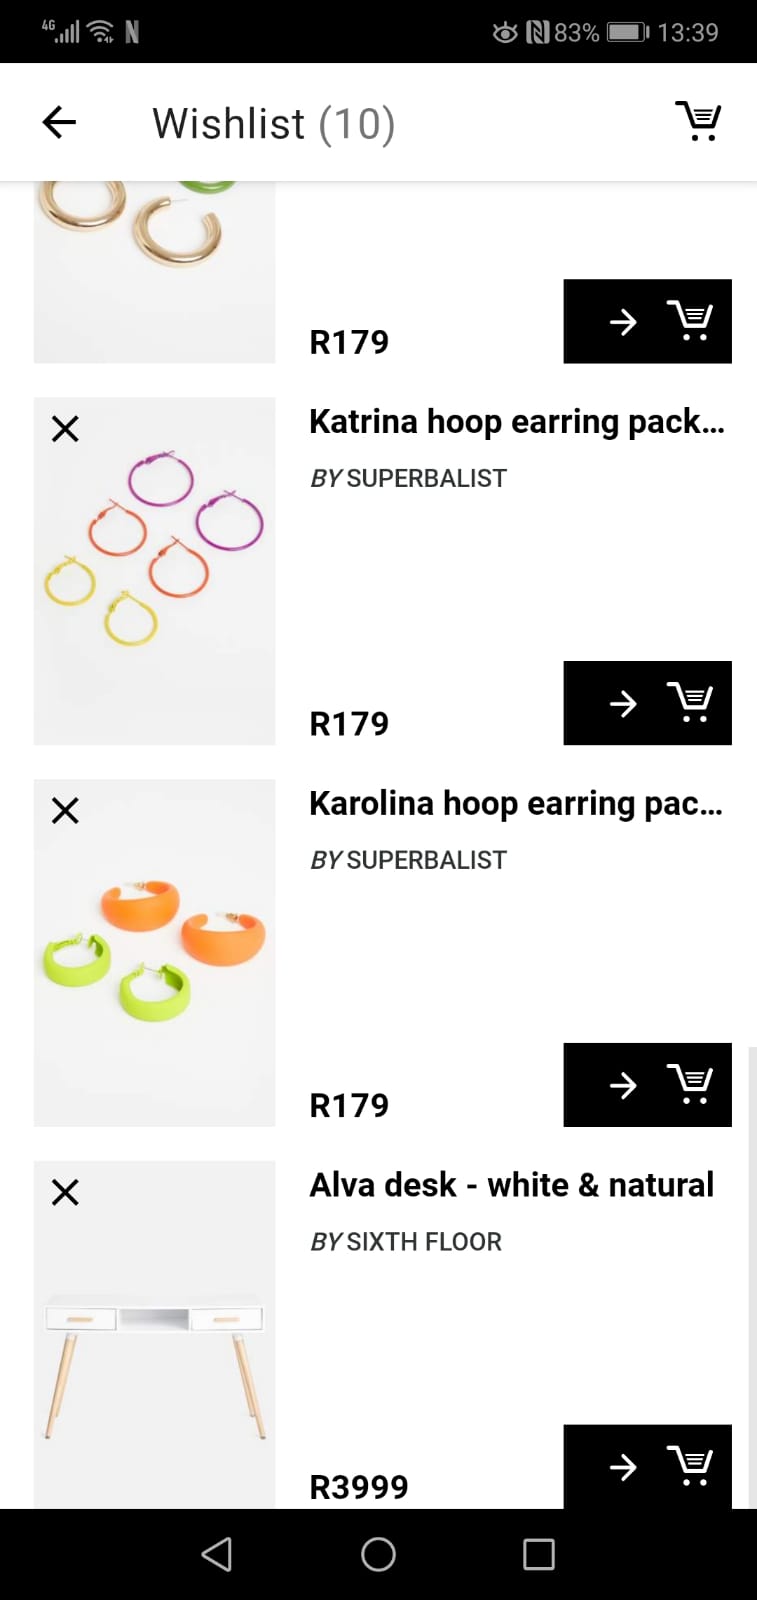 4G 83% 13:39
Wishlist (10)
R179
Katrina hoop earring pack...
BY SUPERBALIST
R179
Karolina hoop earring pac...
BY SUPERBALIST
R179
Alva desk - white & natural
BY SIXTH FLOOR
R3999